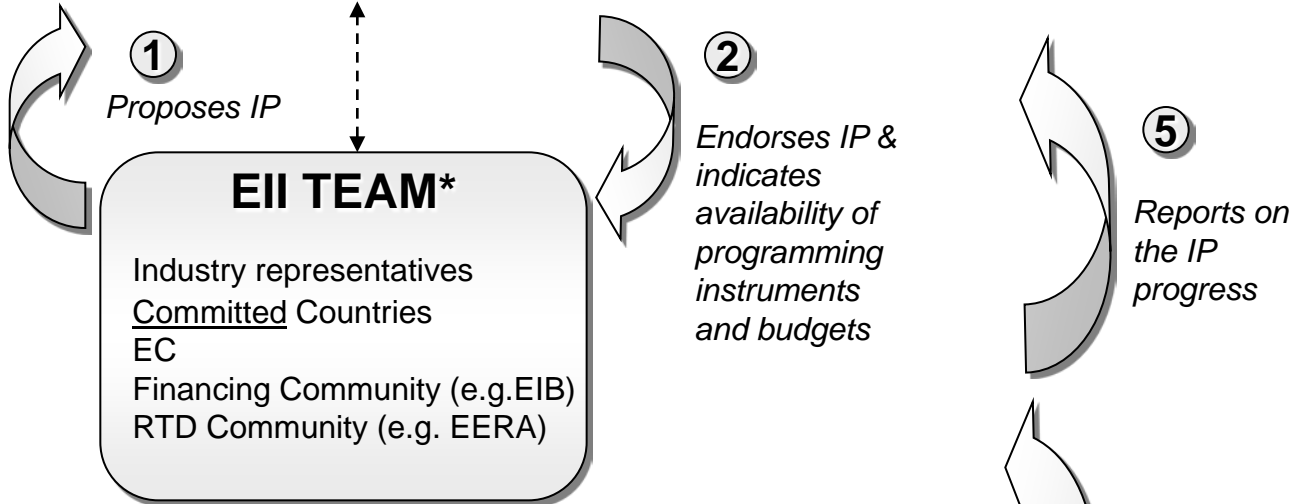 1
Proposes IP
EII TEAM*
Industry representatives
Committed Countries
EC
Financing Community (e.g.EIB)
RTD Community (e.g. EERA)
2
Endorses IP &
indicates
availability of
programming
instruments
and budgets
5
Reports on
the IP
progress